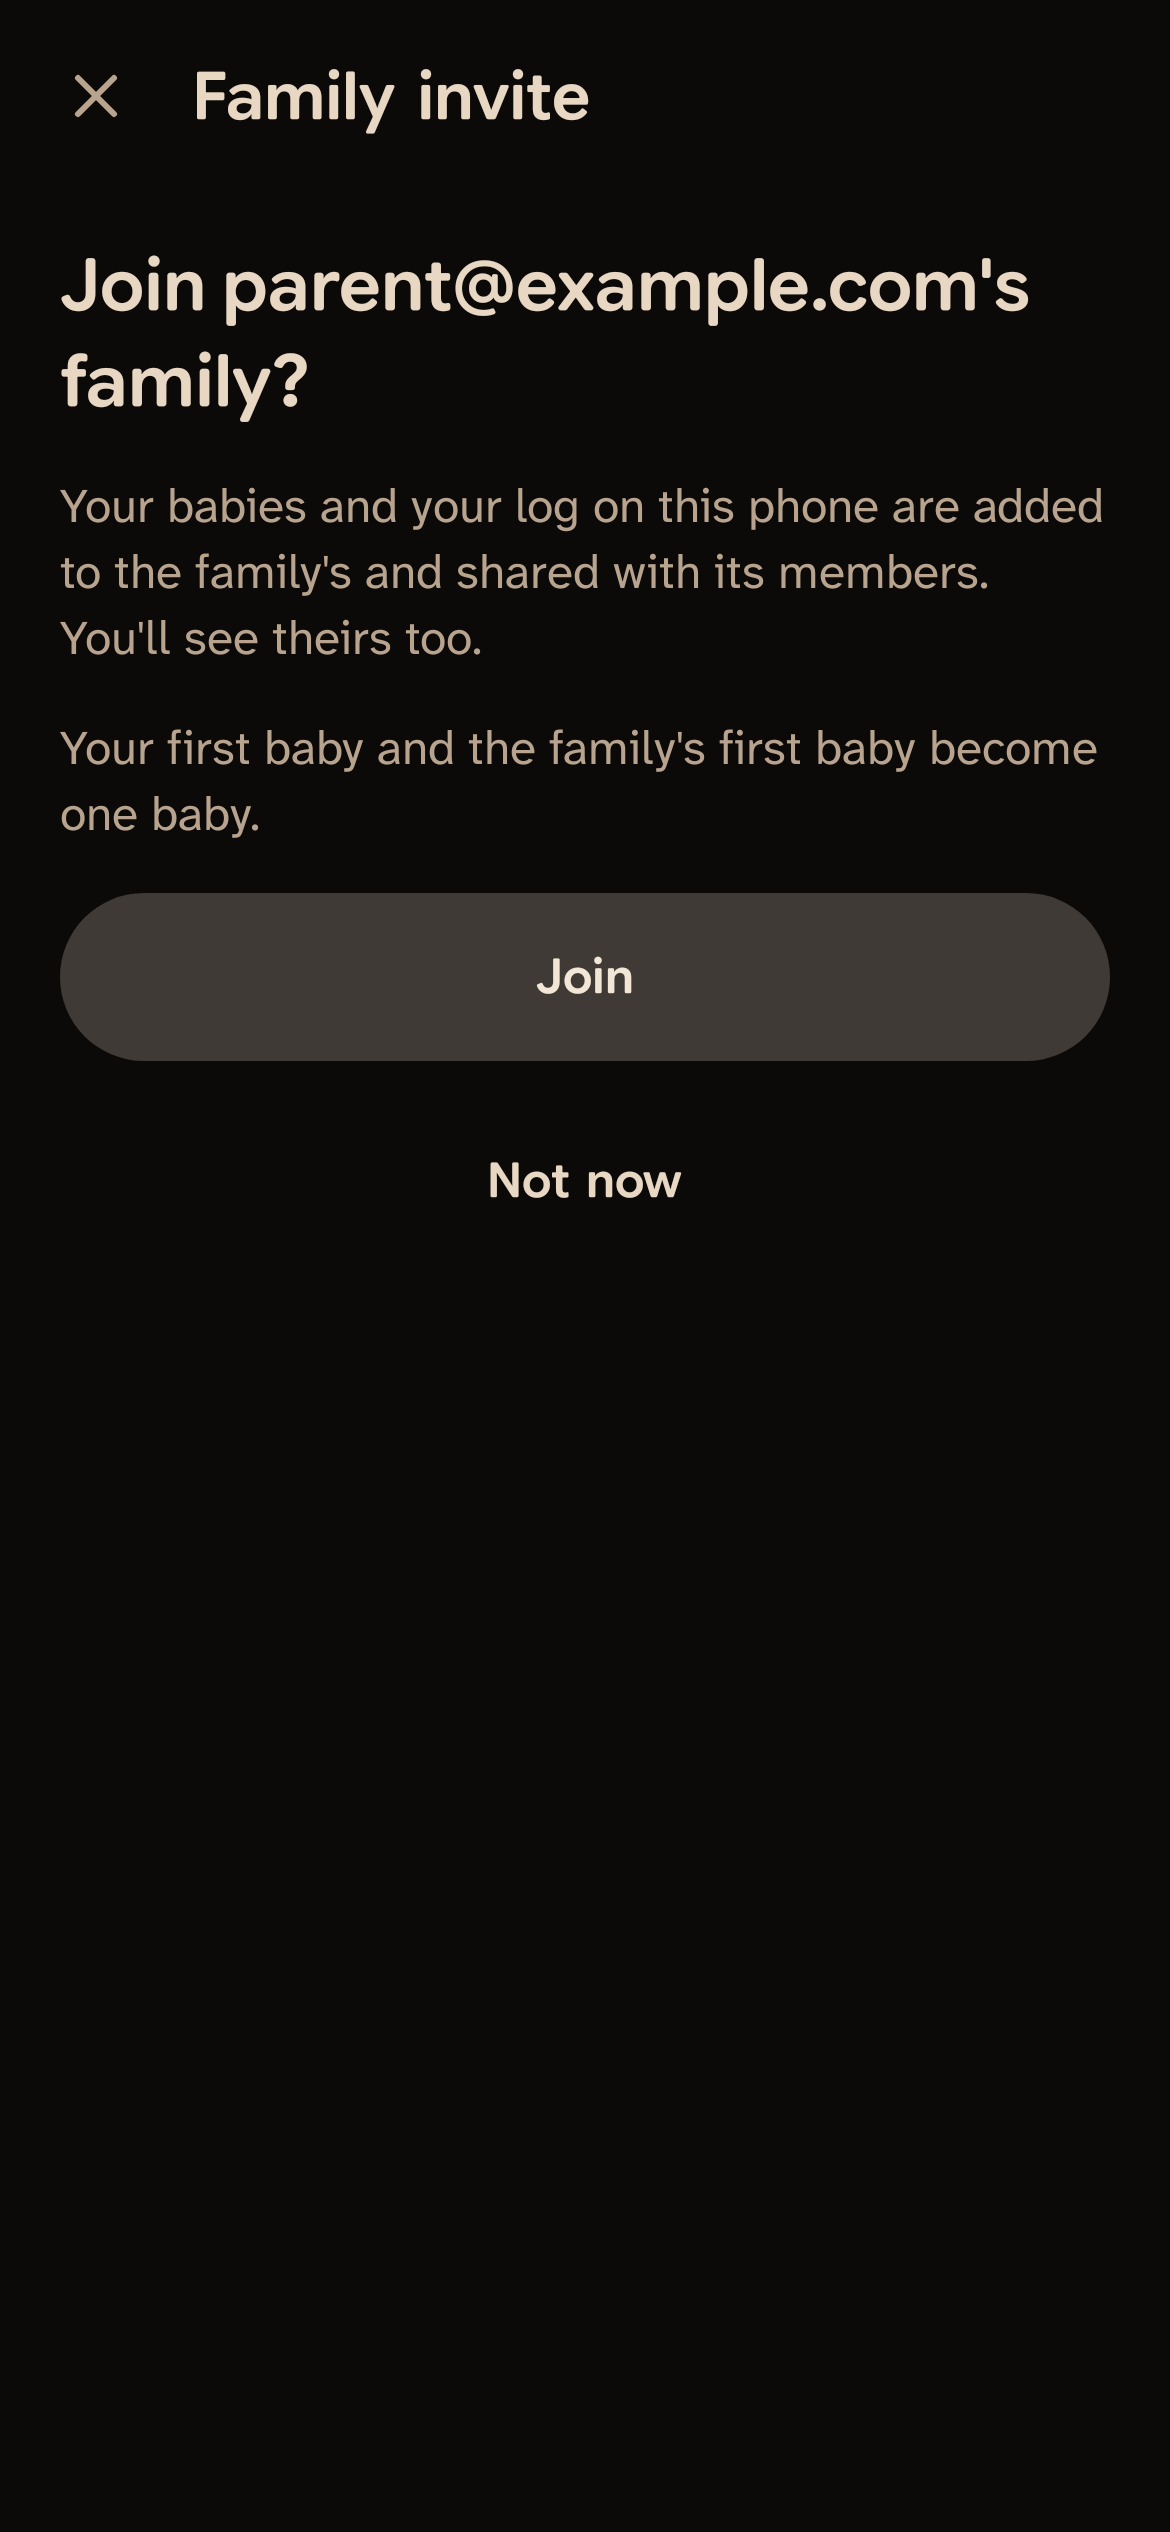 Family invite
Join parent@example.com's
family?
Your babies and your log on this phone are added
to the family's and shared with its members.
You'll see theirs too.
Your first baby and the family's first baby become
one baby.
Join
Not now